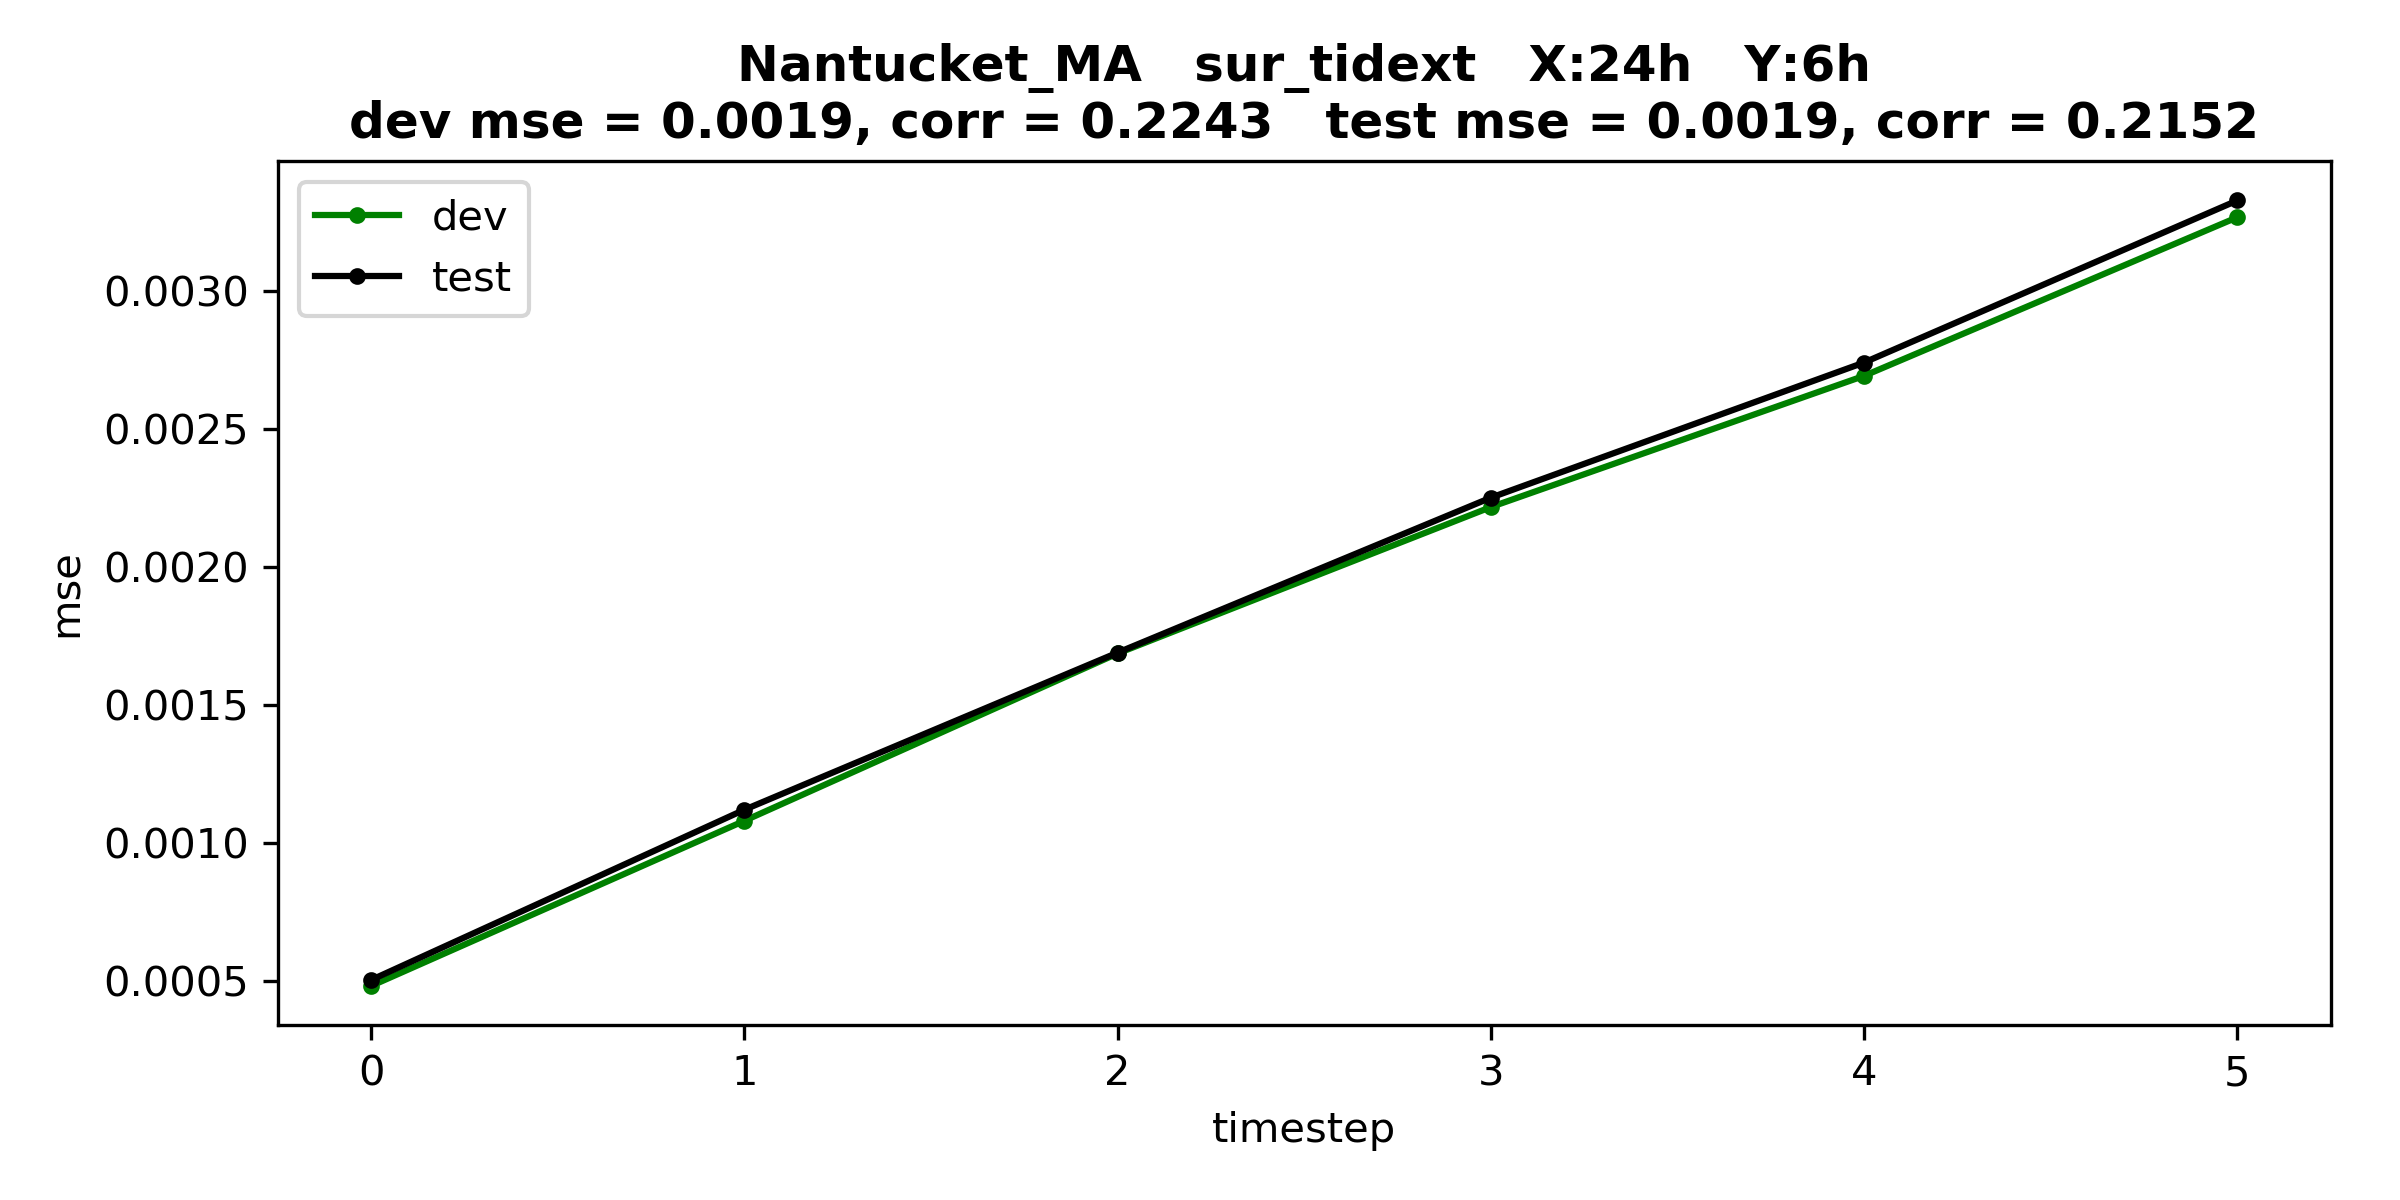 Nantucket_MA sur_tidext X:24h Y:6h
dev mse = 0.0019, corr = 0.2243 test mse = 0.0019, corr = 0.2152
dev
test
0.0030
0.0025
0.0020
0.0015
0.0010
0.0005
mse
0 1 2 3 4 5
timestep